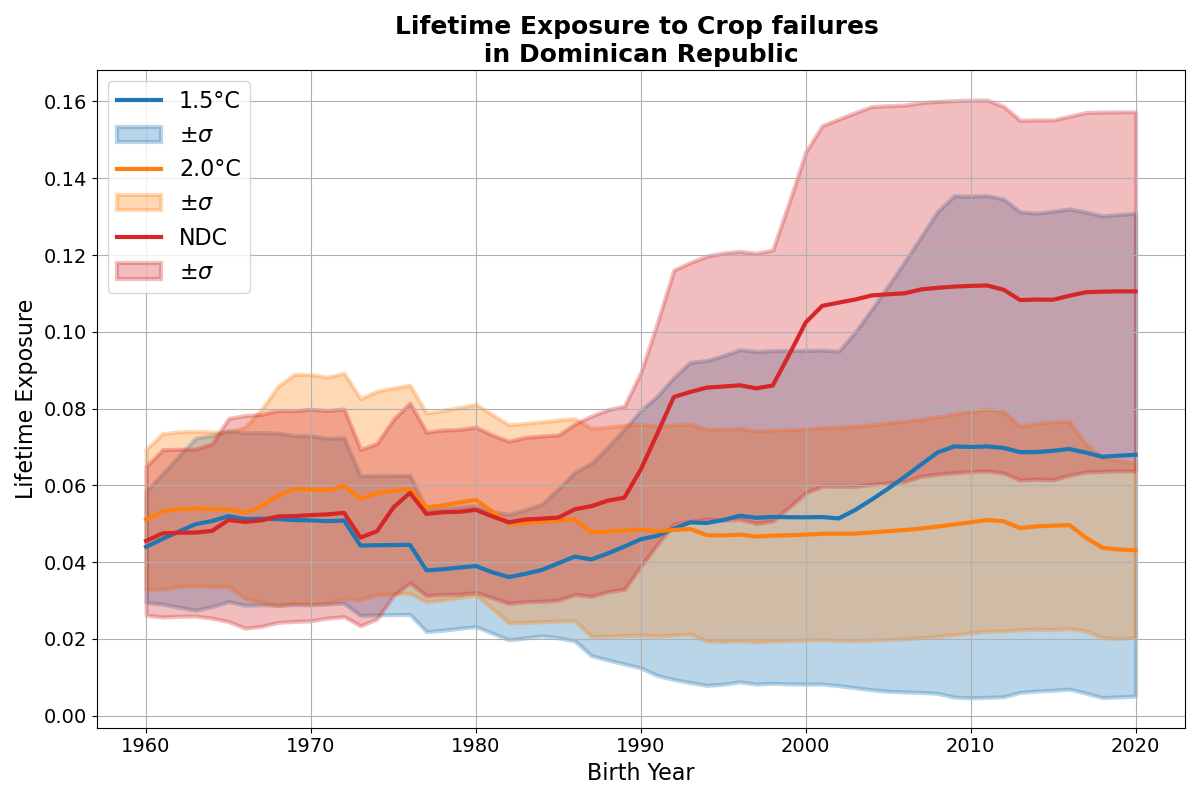 Lifetime Exposure to Crop failures
in Dominican Republic
1.5°C
±σ
2.0°C
±σ
NDC
±σ
Lifetime Exposure
0.16
0.14
0.12
0.10
0.08
0.06
0.04
0.02
0.00
1960 1970 1980 1990 2000 2010 2020
Birth Year